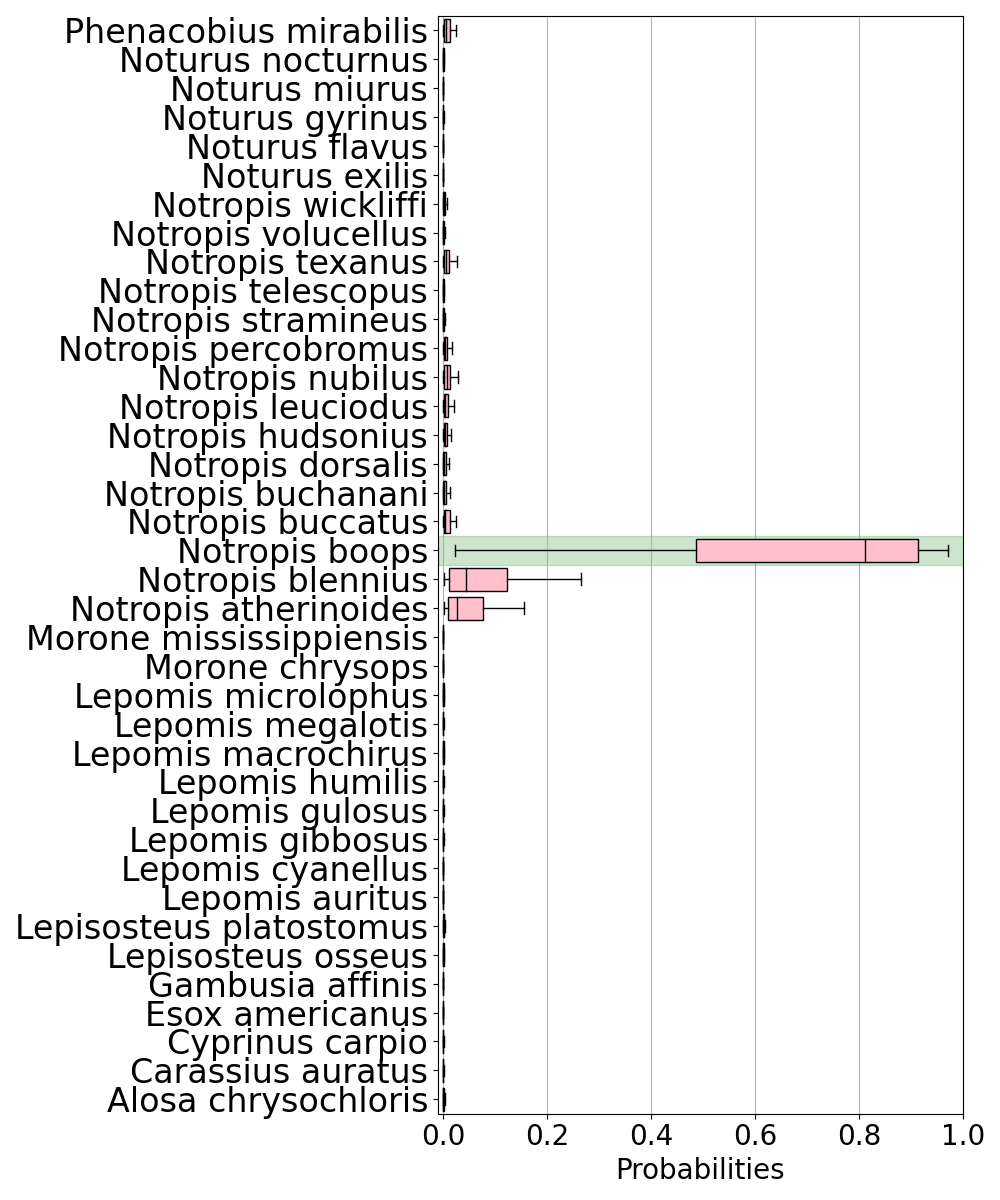 Phenacobius mirabilis
Noturus nocturnus
Noturus miurus
Noturus gyrinus
Noturus flavus
Noturus exilis
Notropis wickliffi
Notropis volucellus
Notropis texanus
Notropis telescopus
Notropis stramineus
Notropis percobromus
Notropis nubilus
Notropis leuciodus
Notropis hudsonius
Notropis dorsalis
Notropis buchanani
Notropis buccatus
Notropis boops
Notropis blennius
Notropis atherinoides
Morone mississippiensis
Morone chrysops
Lepomis microlophus
Lepomis megalotis
Lepomis macrochirus
Lepomis humilis
Lepomis gulosus
Lepomis gibbosus
Lepomis cyanellus
Lepomis auritus
Lepisosteus platostomus
Lepisosteus osseus
Gambusia affinis
Esox americanus
Cyprinus carpio
Carassius auratus
Alosa chrysochloris
0.0 0.2 0.4 0.6 0.8 1.0
Probabilities